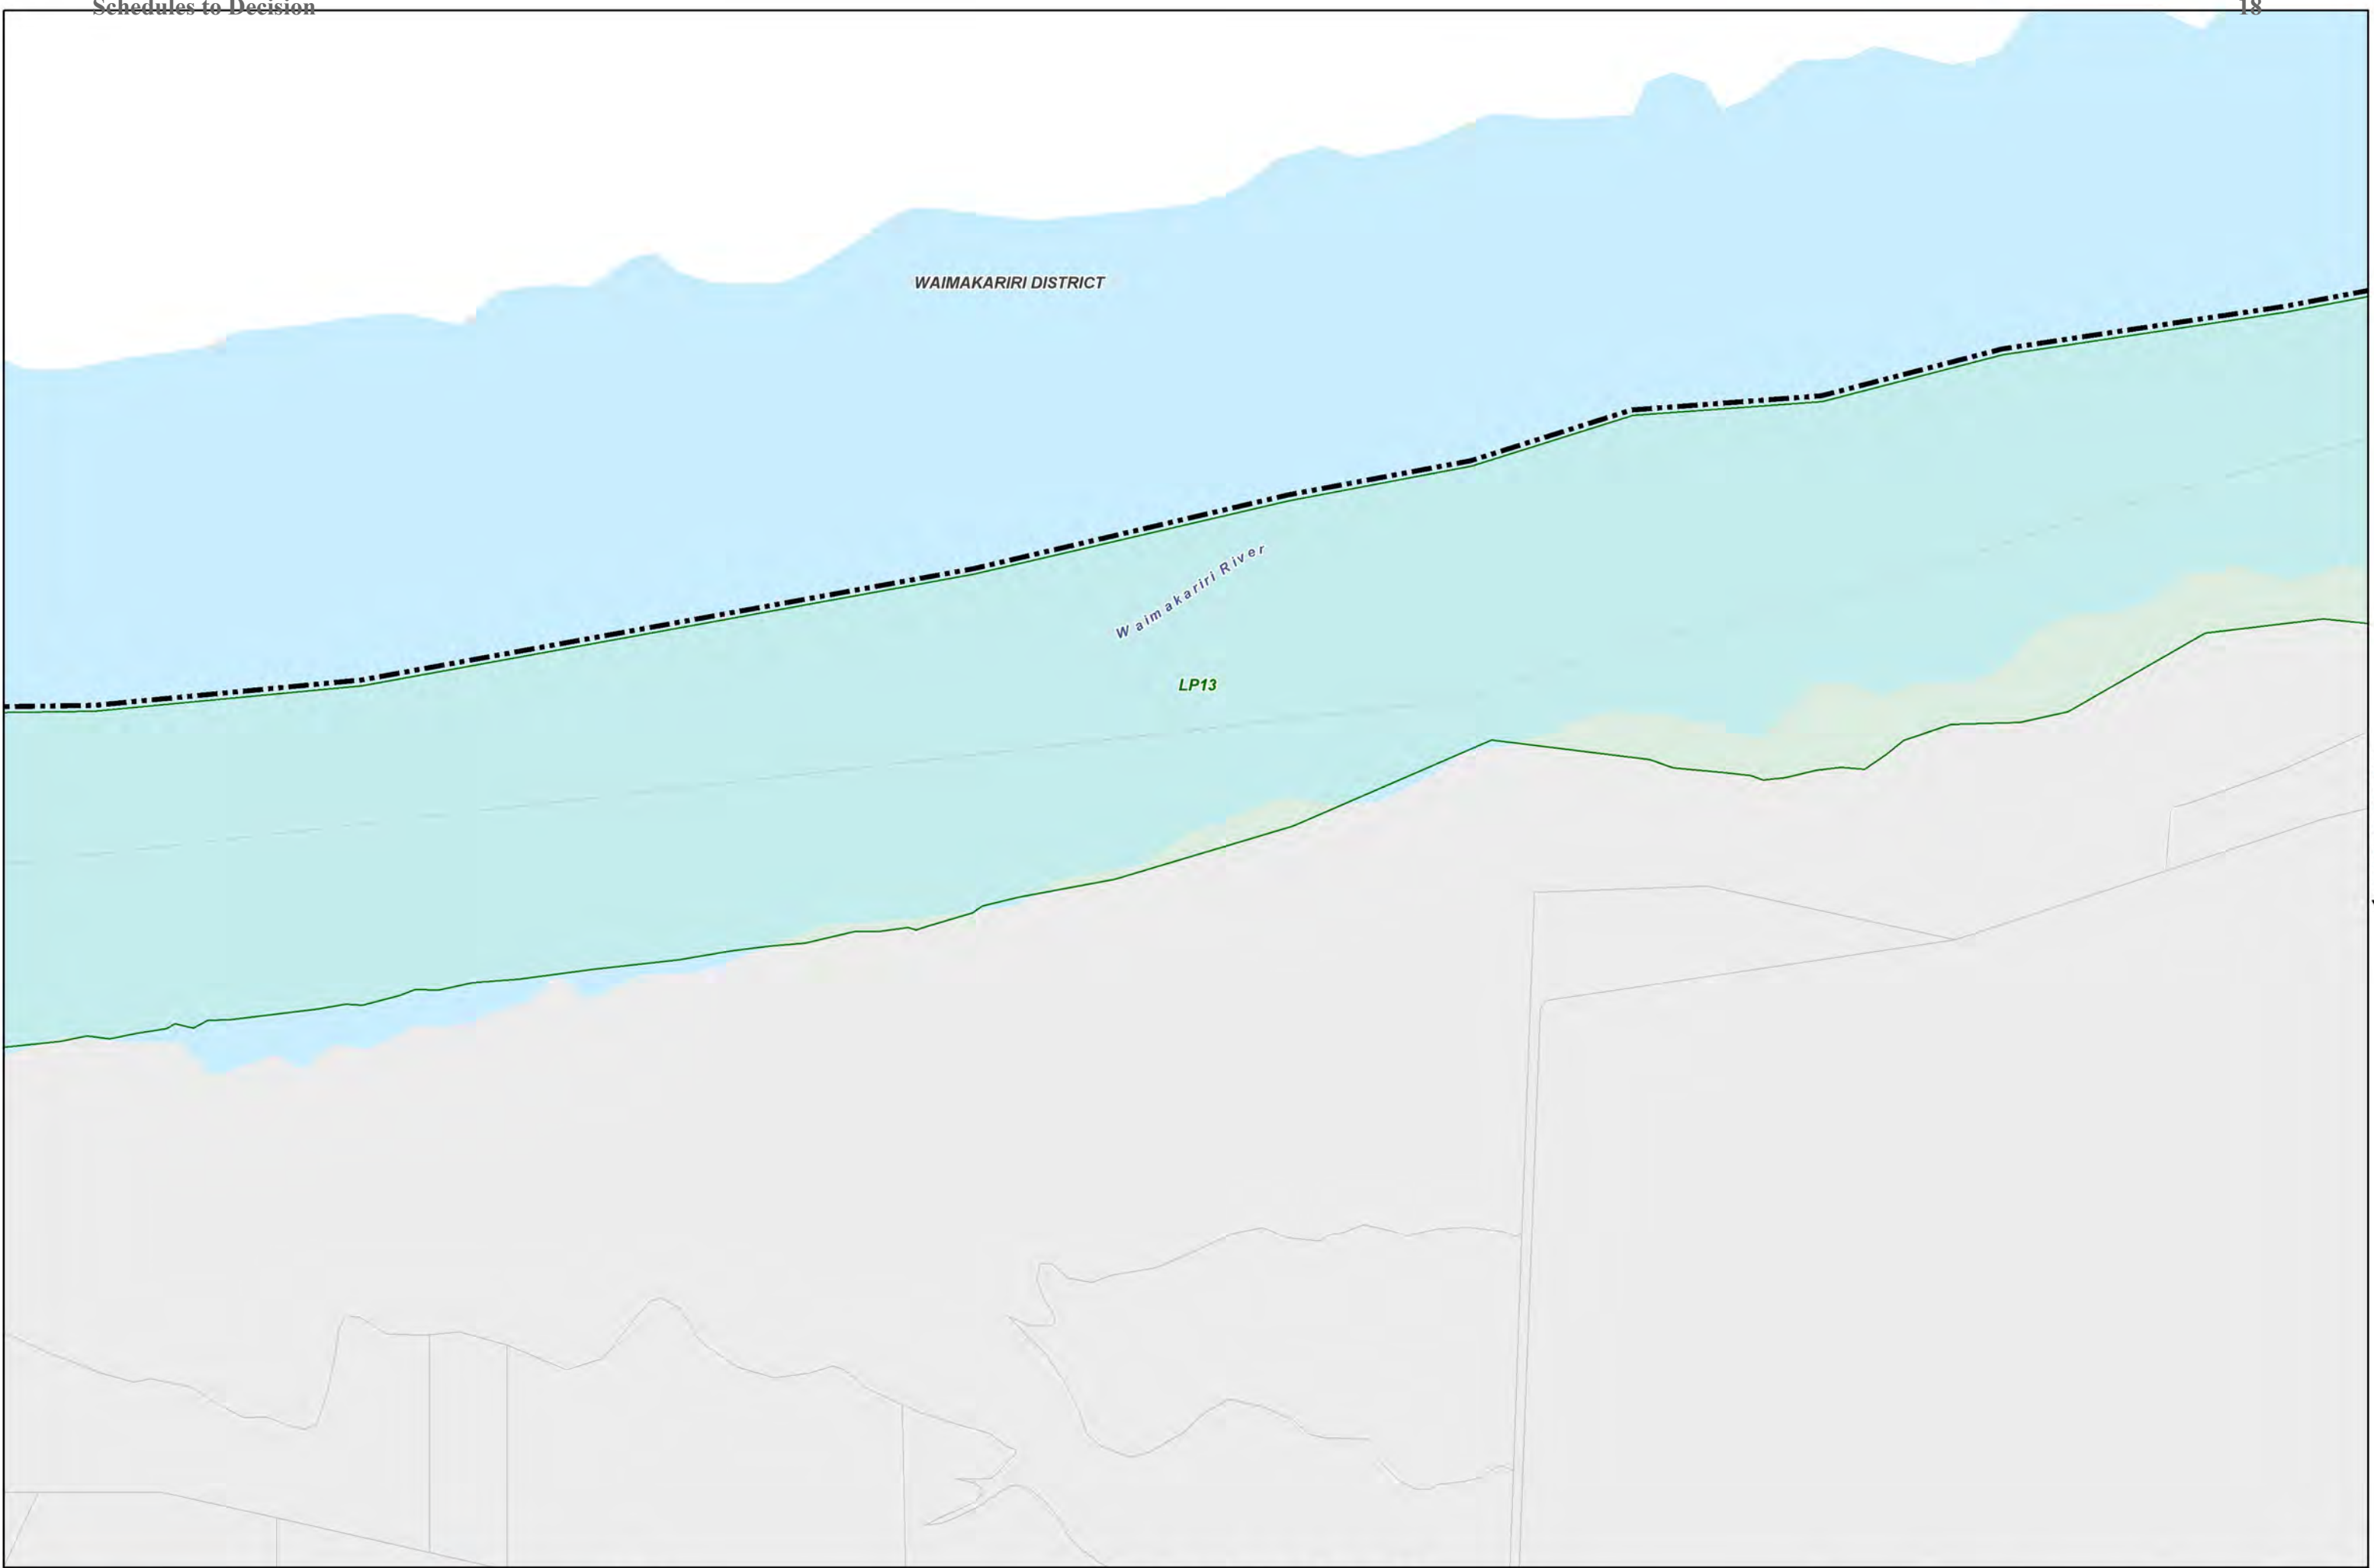 Schedules to Decision
18
WAIMAKARIRI DISTRICT
Waimakariri River
LP13